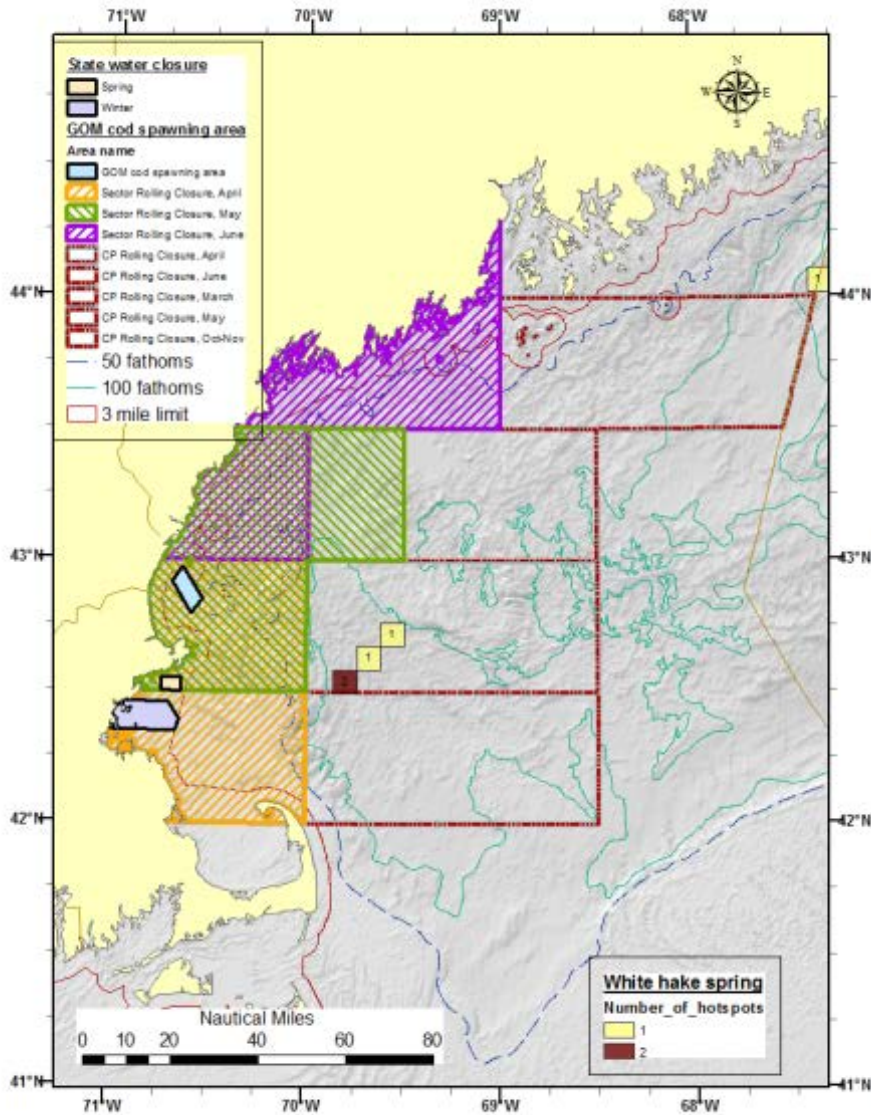 71°W 70°W 69°W 68°W
State water closure
Spring
Winter
GOM cod spawning area
Area name
GOM cod spawning area
Sector Rolling Closure, April
Sector Rolling Closure, May
Sector Rolling Closure, June
CP Rolling Closure, April
CP Rolling Closure, June
CP Rolling Closure, March
CP Rolling Closure, May
CP Rolling Closure, Oct-Nov
50 fathoms
100 fathoms
3 mile limit
N
W E
S
1
44°N 44°N
43°N 43°N
1
1
2
42°N 42°N
White hake spring
Number_of_hotspots
1
2
Nautical Miles
0 10 20 40 60 80
41°N 41°N
71°W 70°W 69°W 68°W